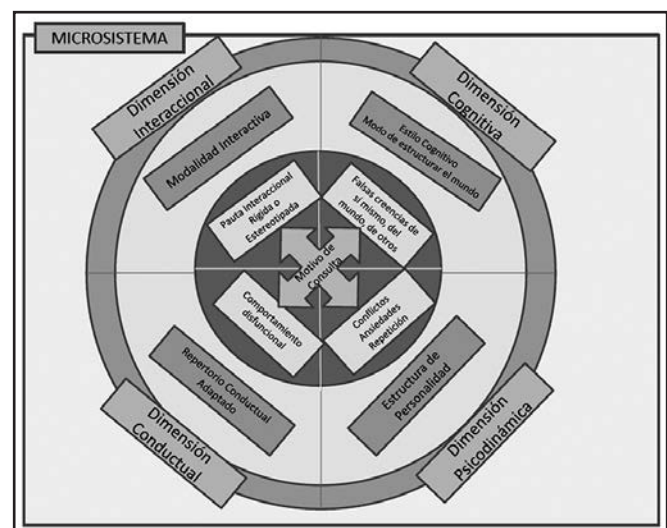 MICROSISTEMA
Dimensión
Interaccional
Dimensión
Cognitiva
Modalidad Interactiva
Estilo Cognitivo
Modo de estructurar el mundo
Pauta Interaccional
Rígida o
Estereotipada
Falsas creencias de
sí mismo, del
mundo, de otros
Motivo de
Consulta
Comportamiento
disfuncional
Conflictos
Ansiedades
Repetición
Repertorio Conductual
Adaptado
Estructura de
Personalidad
Dimensión
Conductual
Dimensión
Psicodinámica